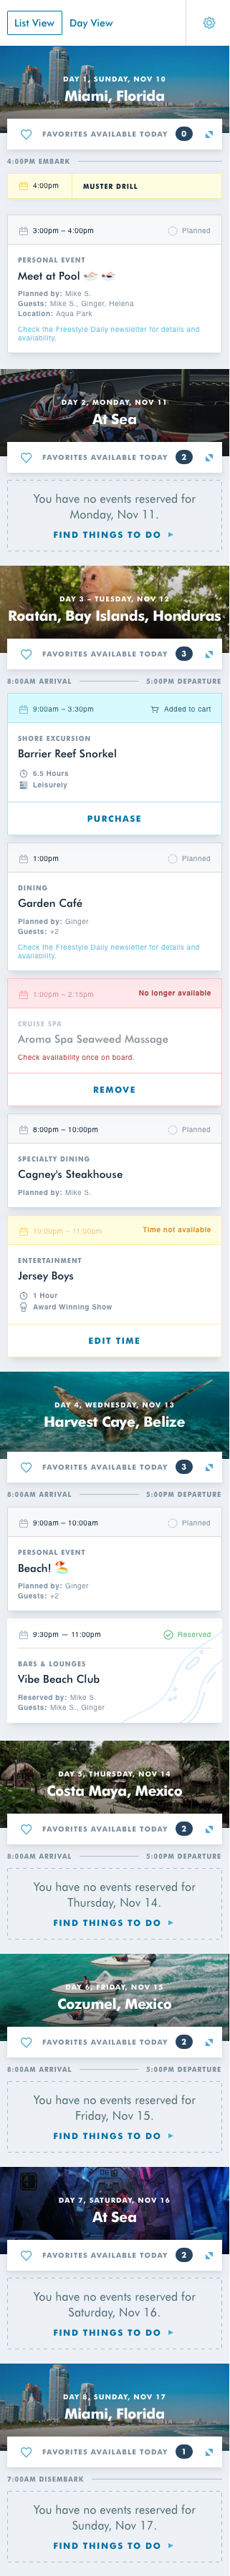 List View
Day View
DAY 1, SUNDAY, NOV 10
Miami, Florida
FAVORITES AVAILABLE TODAY 0
4:00PM EMBARK
4:00pm MUSTER DRILL
3:00pm – 4:00pm Planned
PERSONAL EVENT
Meet at Pool
Planned by: Mike S.
Guests: Mike S., Ginger, Helena
Location: Aqua Park
Check the Freestyle Daily newsletter for details and
availability.
DAY 2, MONDAY, NOV 11
At Sea
FAVORITES AVAILABLE TODAY 2
You have no events reserved for
Monday, Nov 11.
FIND THINGS TO DO
DAY 3 – TUESDAY, NOV 12
Roatán, Bay Islands, Honduras
FAVORITES AVAILABLE TODAY 3
8:00AM ARRIVAL 5:00PM DEPARTURE
9:00am – 3:30pm Added to cart
SHORE EXCURSION
Barrier Reef Snorkel
6.5 Hours
Leisurely
PURCHASE
1:00pm Planned
DINING
Garden Café
Planned by: Ginger
Guests: +2
Check the Freestyle Daily newsletter for details and
availability.
1:00pm – 2:15pm No longer available
CRUISE SPA
Aroma Spa Seaweed Massage
Check availability once on board.
REMOVE
8:00pm – 10:00pm Planned
SPECIALTY DINING
Cagney's Steakhouse
Planned by: Mike S.
10:00pm – 11:00pm Time not available
ENTERTAINMENT
Jersey Boys
1 Hour
Award Winning Show
EDIT TIME
DAY 4, WEDNESDAY, NOV 13
Harvest Caye, Belize
FAVORITES AVAILABLE TODAY 3
8:00AM ARRIVAL 5:00PM DEPARTURE
9:00am – 10:00am Planned
PERSONAL EVENT
Beach!
Planned by: Ginger
Guests: +2
9:30pm — 11:00pm Reserved
BARS & LOUNGES
Vibe Beach Club
Reserved by: Mike S.
Guests: Mike S., Ginger
DAY 5, THURSDAY, NOV 14
Costa Maya, Mexico
FAVORITES AVAILABLE TODAY 2
8:00AM ARRIVAL 5:00PM DEPARTURE
You have no events reserved for
Thursday, Nov 14.
FIND THINGS TO DO
DAY 6, FRIDAY, NOV 15
Cozumel, Mexico
FAVORITES AVAILABLE TODAY 2
8:00AM ARRIVAL 5:00PM DEPARTURE
You have no events reserved for
Friday, Nov 15.
FIND THINGS TO DO
DAY 7, SATURDAY, NOV 16
At Sea
FAVORITES AVAILABLE TODAY 2
You have no events reserved for
Saturday, Nov 16.
FIND THINGS TO DO
DAY 8, SUNDAY, NOV 17
Miami, Florida
FAVORITES AVAILABLE TODAY 1
7:00AM DISEMBARK
You have no events reserved for
Sunday, Nov 17.
FIND THINGS TO DO